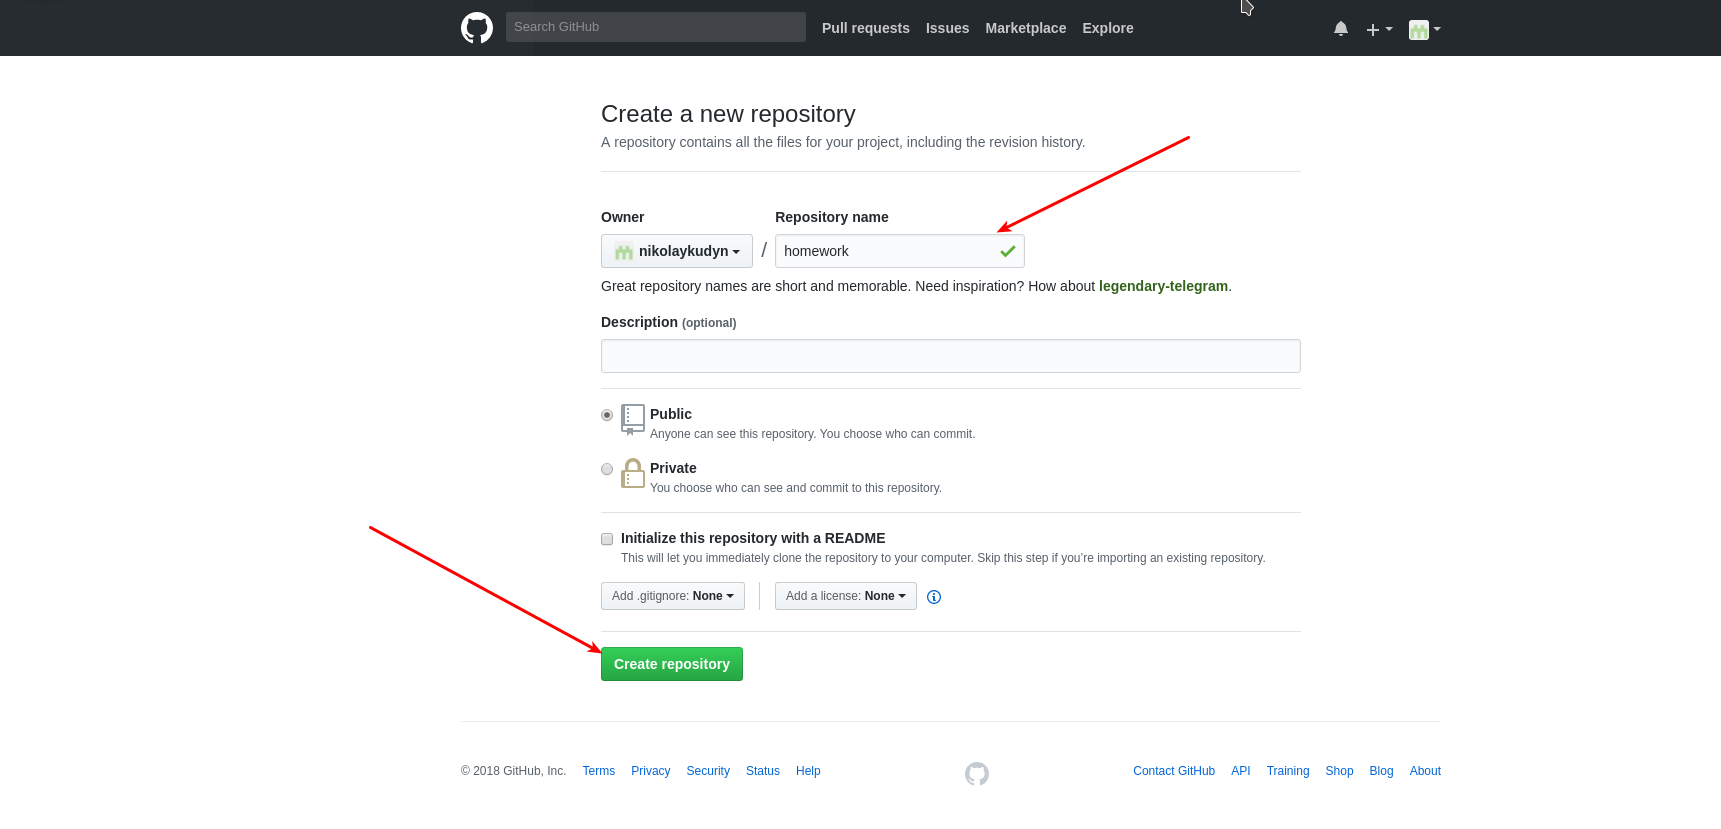 Search GitHub Pull requests Issues Marketplace Explore
Create a new repository
A repository contains all the files for your project, including the revision history.
Owner Repository name
nikolaykudyn / homework
Great repository names are short and memorable. Need inspiration? How about legendary-telegram.
Description (optional)
Public
Anyone can see this repository. You choose who can commit.
Private
You choose who can see and commit to this repository.
Initialize this repository with a README
This will let you immediately clone the repository to your computer. Skip this step if you’re importing an existing repository.
Add .gitignore: None Add a license: None
Create repository
© 2018 GitHub, Inc. Terms Privacy Security Status Help Contact GitHub API Training Shop Blog About